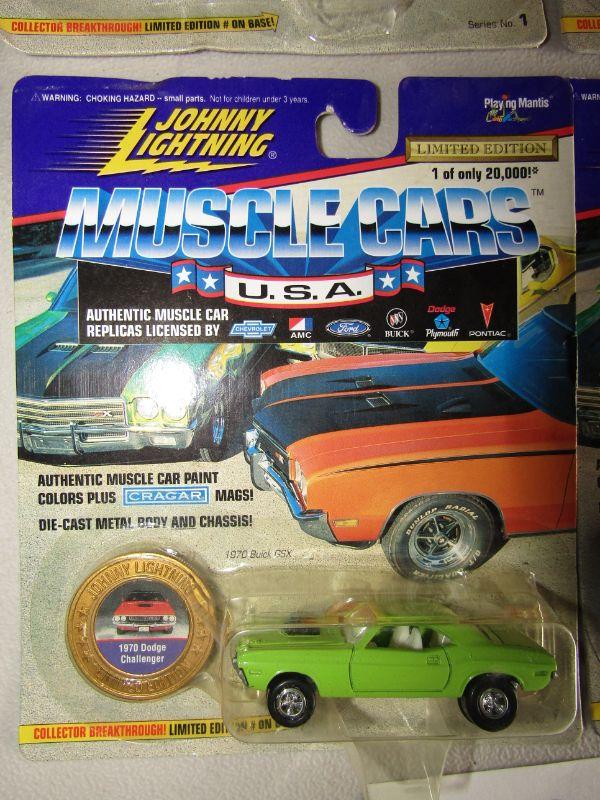 COLLECTOR BREAKTHROUGH! LIMITED EDITION # ON BASE!
Series No. 1
WARNING: CHOKING HAZARD -- small parts. Not for children under 3 years.
Playing Mantis
JOHNNY
LIGHTNING®
LIMITED EDITION
1 of only 20,000!*
MUSCLE CARS™
U.S.A.
AUTHENTIC MUSCLE CAR
REPLICAS LICENSED BY
CHEVROLET
AMC
Ford
BUICK
Dodge
Plymouth
PONTIAC
AUTHENTIC MUSCLE CAR PAINT
COLORS PLUS CRAGAR MAGS!
DIE-CAST METAL BODY AND CHASSIS!
DUNLOP RADIAL
1970 Buick GSX
JOHNNY LIGHTNING
1970 Dodge
Challenger
LIMITED EDITION
COLLECTOR BREAKTHROUGH! LIMITED EDITION # ON